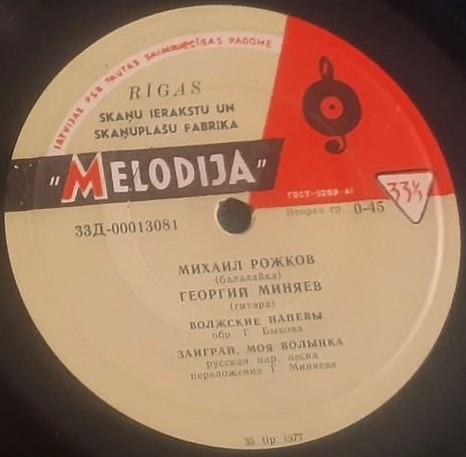 LATVIJAS PSR TAUTAS SAIMNIECĪBAS PADOME
RĪGAS
SKAŅU IERAKSTU UN
SKAŅUPLAŠU FABRIKA
"MELODIJA"
ГОСТ-5289-61
33⅓
Вторая гр 0-45
33Д-00013081
МИХАИЛ РОЖКОВ
(балалайка)
ГЕОРГИЙ МИНЯЕВ
(гитара)
ВОЛЖСКИЕ НАПЕВЫ
обр Г Быкова
ЗАИГРАЙ, МОЯ ВОЛЫНКА
русская нар. песня
переложение Г. Миняева